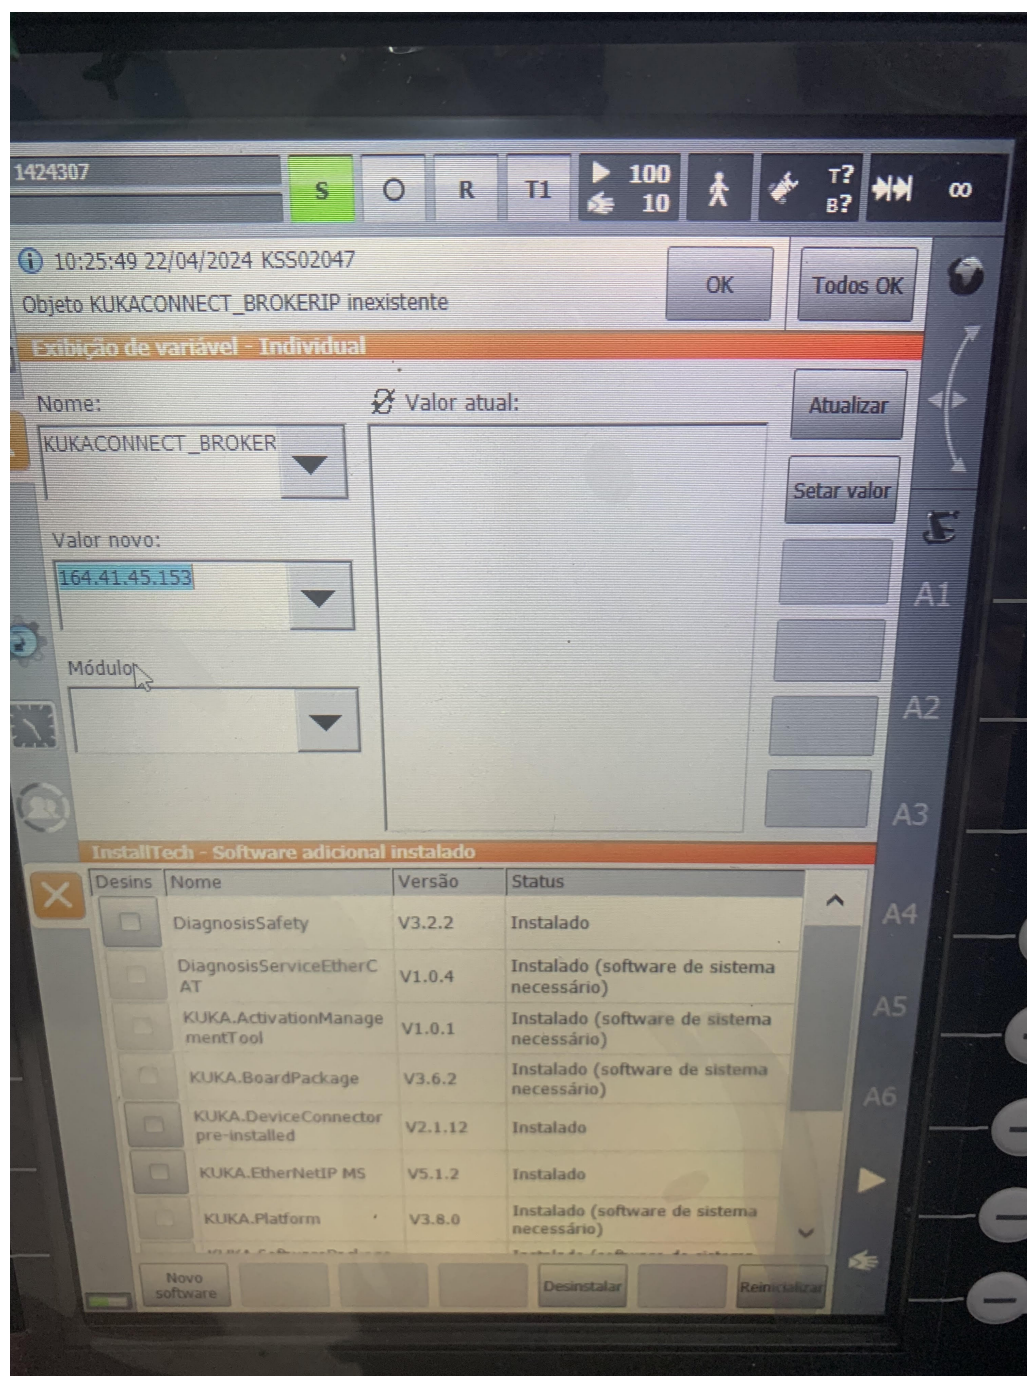 1424307
S
O
R
T1
100
10
T?
B?
∞
10:25:49 22/04/2024 KSS02047
Objeto KUKACONNECT_BROKERIP inexistente
OK
Todos OK
Exibição de variável - Individual
Nome:
Valor atual:
Atualizar
KUKACONNECT_BROKER
Setar valor
Valor novo:
164.41.45.153
Módulo
A1
A2
A3
InstallTech - Software adicional instalado
Desins Nome Versão Status
DiagnosisSafety V3.2.2 Instalado
DiagnosisServiceEtherC
AT
V1.0.4
Instalado (software de sistema
necessário)
KUKA.ActivationManage
mentTool
V1.0.1
Instalado (software de sistema
necessário)
KUKA.BoardPackage
V3.6.2
Instalado (software de sistema
necessário)
KUKA.DeviceConnector
pre-installed
V2.1.12
Instalado
KUKA.EtherNetIP MS V5.1.2 Instalado
KUKA.Platform
V3.8.0
Instalado (software de sistema
necessário)
A4
A5
A6
Novo
software
Desinstalar
Reinicializar